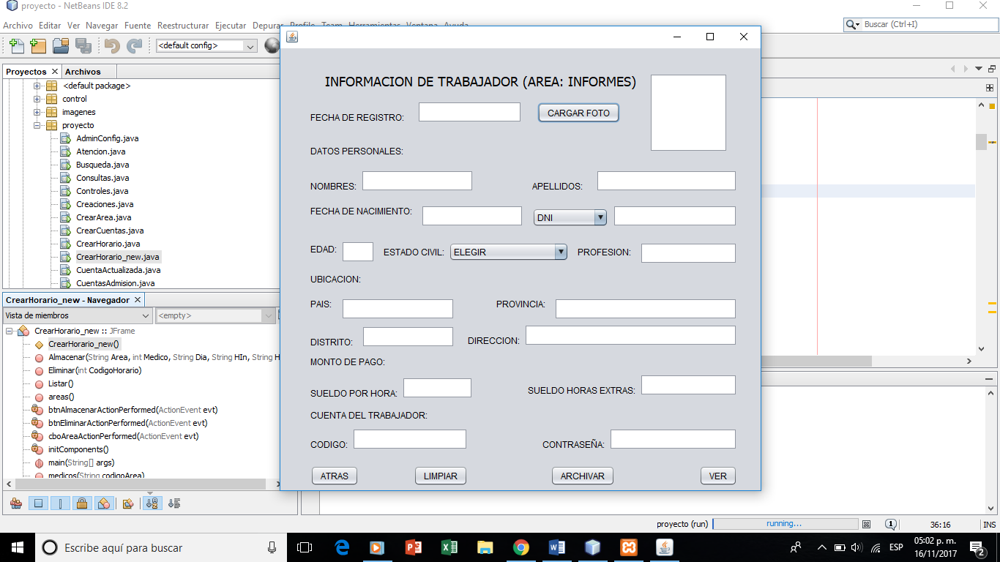 proyecto - NetBeans IDE 8.2
Archivo Editar Ver Navegar Fuente Reestructurar Ejecutar Depurar Profile Team Herramientas Ventana Ayuda
Buscar (Ctrl+I)
<default config>
Proyectos Archivos
<default package>
control
imagenes
proyecto
AdminConfig.java
Atencion.java
Busqueda.java
Consultas.java
Controles.java
Creaciones.java
CrearArea.java
CrearCuentas.java
CrearHorario.java
CrearHorario_new.java
CuentaActualizada.java
CuentasAdmision.java
CrearHorario_new - Navegador
Vista de miembros <empty>
CrearHorario_new :: JFrame
CrearHorario_new()
Almacenar(String Area, int Medico, String Dia, String HIn, String H
Eliminar(int CodigoHorario)
Listar()
areas()
btnAlmacenarActionPerformed(ActionEvent evt)
btnEliminarActionPerformed(ActionEvent evt)
cboAreaActionPerformed(ActionEvent evt)
initComponents()
main(String[] args)
medicos(String codigoArea)
INFORMACION DE TRABAJADOR (AREA: INFORMES)
FECHA DE REGISTRO: CARGAR FOTO
DATOS PERSONALES:
NOMBRES: APELLIDOS:
FECHA DE NACIMIENTO: DNI
EDAD: ESTADO CIVIL: ELEGIR PROFESION:
UBICACION:
PAIS: PROVINCIA:
DISTRITO: DIRECCION:
MONTO DE PAGO:
SUELDO POR HORA: SUELDO HORAS EXTRAS:
CUENTA DEL TRABAJADOR:
CODIGO: CONTRASEÑA:
ATRAS LIMPIAR ARCHIVAR VER
proyecto (run) running... 1 36:16 INS
Escribe aquí para buscar
ESP
05:02 p. m.
16/11/2017
2